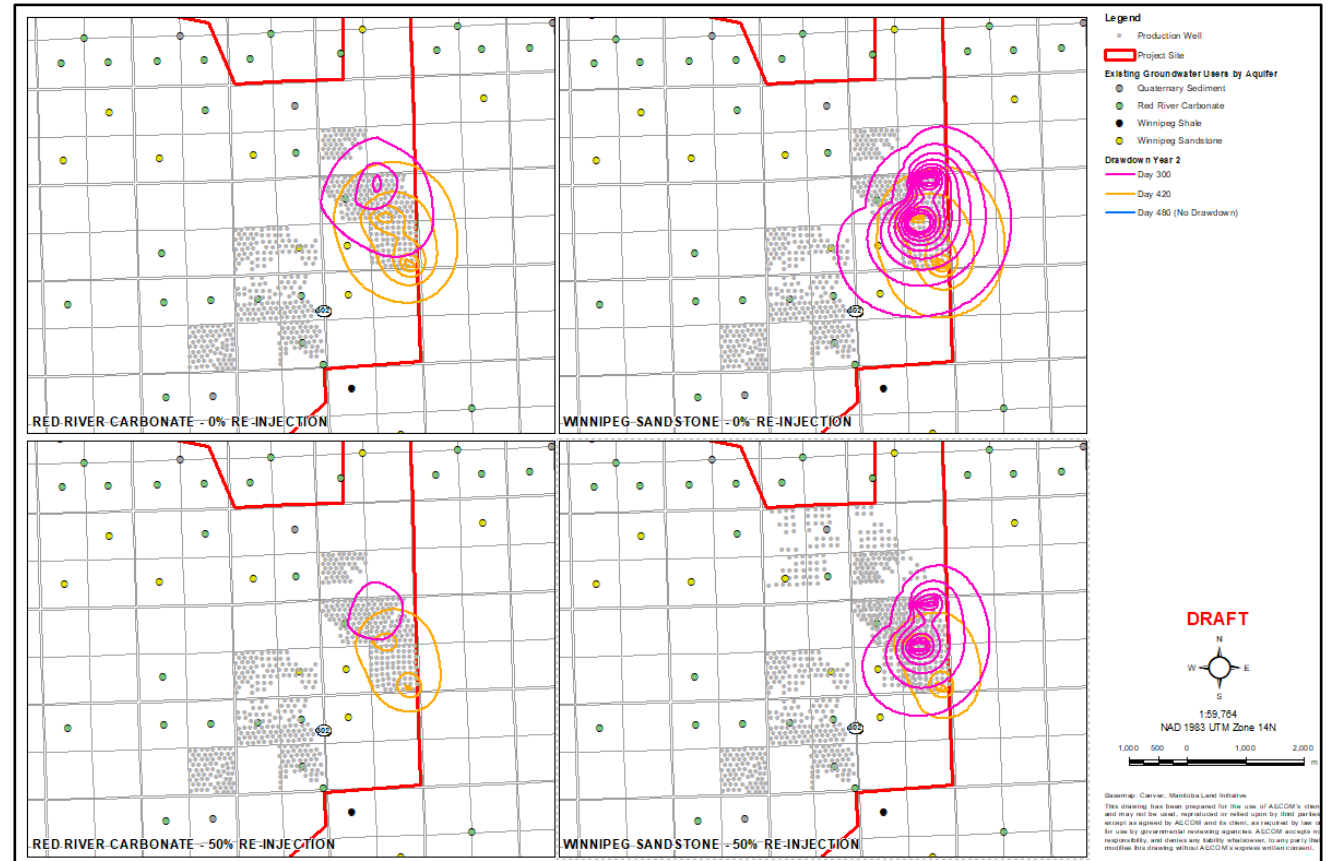 Legend
Production Well
Project Site
Existing Groundwater Users by Aquifer
Quaternary Sediment
Red River Carbonate
Winnipeg Shale
Winnipeg Sandstone
Drawdown Year 2
Day 300
Day 420
Day 480 (No Drawdown)
302
302
RED RIVER CARBONATE - 0% RE-INJECTION
WINNIPEG SANDSTONE - 0% RE-INJECTION
302
302
RED RIVER CARBONATE - 50% RE-INJECTION
WINNIPEG SANDSTONE - 50% RE-INJECTION
DRAFT
N
W E
S
1:59,764
NAD 1983 UTM Zone 14N
1,000 500 0 1,000 2,000
m
Basemap: Canvec, Manitoba Land Initiative
This drawing has been prepared for the use of AECOM's client
and may not be used, reproduced or relied upon by third parties
except as agreed by AECOM and its client, as required by law or
for use by governmental reviewing agencies. AECOM accepts no
responsibility, and denies any liability whatsoever, to any party that
modifies this drawing without AECOM's express written consent.